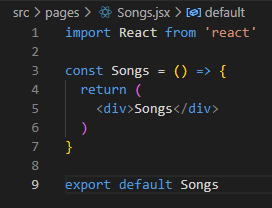 src > pages > Songs.jsx > default
1 import React from 'react'
2
3 const Songs = () => {
4   return (
5     <div>Songs</div>
6   )
7 }
8
9 export default Songs